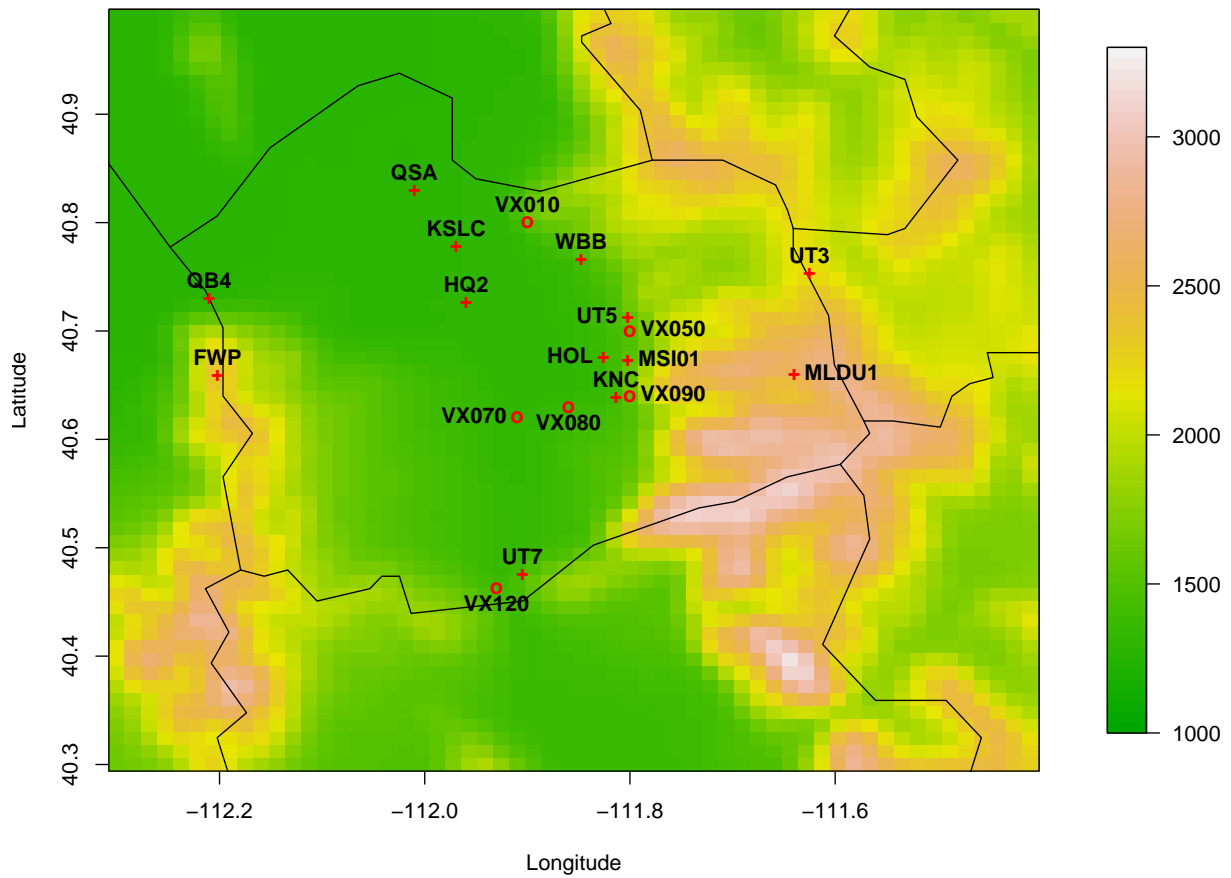 QSA
VX010
KSLC
WBB
UT3
QB4
HQ2
UT5
VX050
FWP
HOL
MSI01
KNC
MLDU1
VX090
VX070
VX080
UT7
VX120
40.9
40.8
40.7
40.6
40.5
40.4
40.3
Latitude
−112.2
−112.0
−111.8
−111.6
Longitude
3000
2500
2000
1500
1000